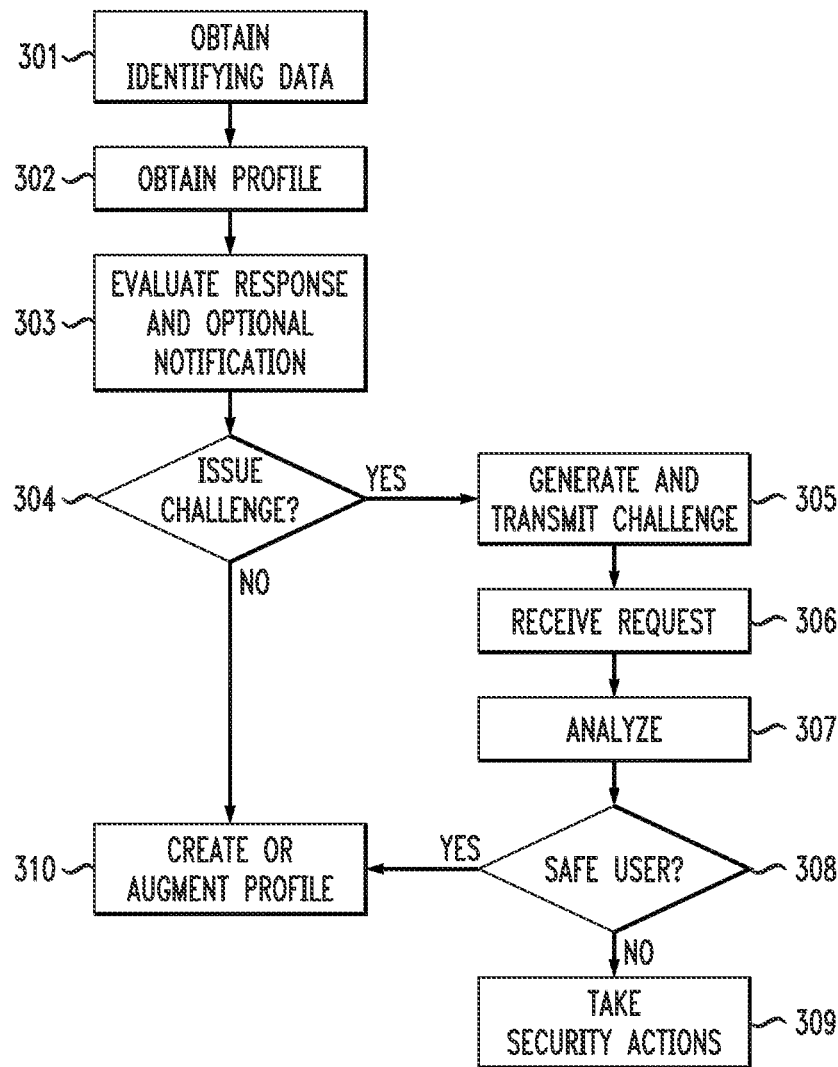 301
OBTAIN
IDENTIFYING DATA
302
OBTAIN PROFILE
303
EVALUATE RESPONSE
AND OPTIONAL
NOTIFICATION
304
ISSUE
CHALLENGE?
YES
NO
GENERATE AND
TRANSMIT CHALLENGE
305
RECEIVE REQUEST
306
ANALYZE
307
SAFE USER?
308
YES
NO
310
CREATE OR
AUGMENT PROFILE
TAKE
SECURITY ACTIONS
309